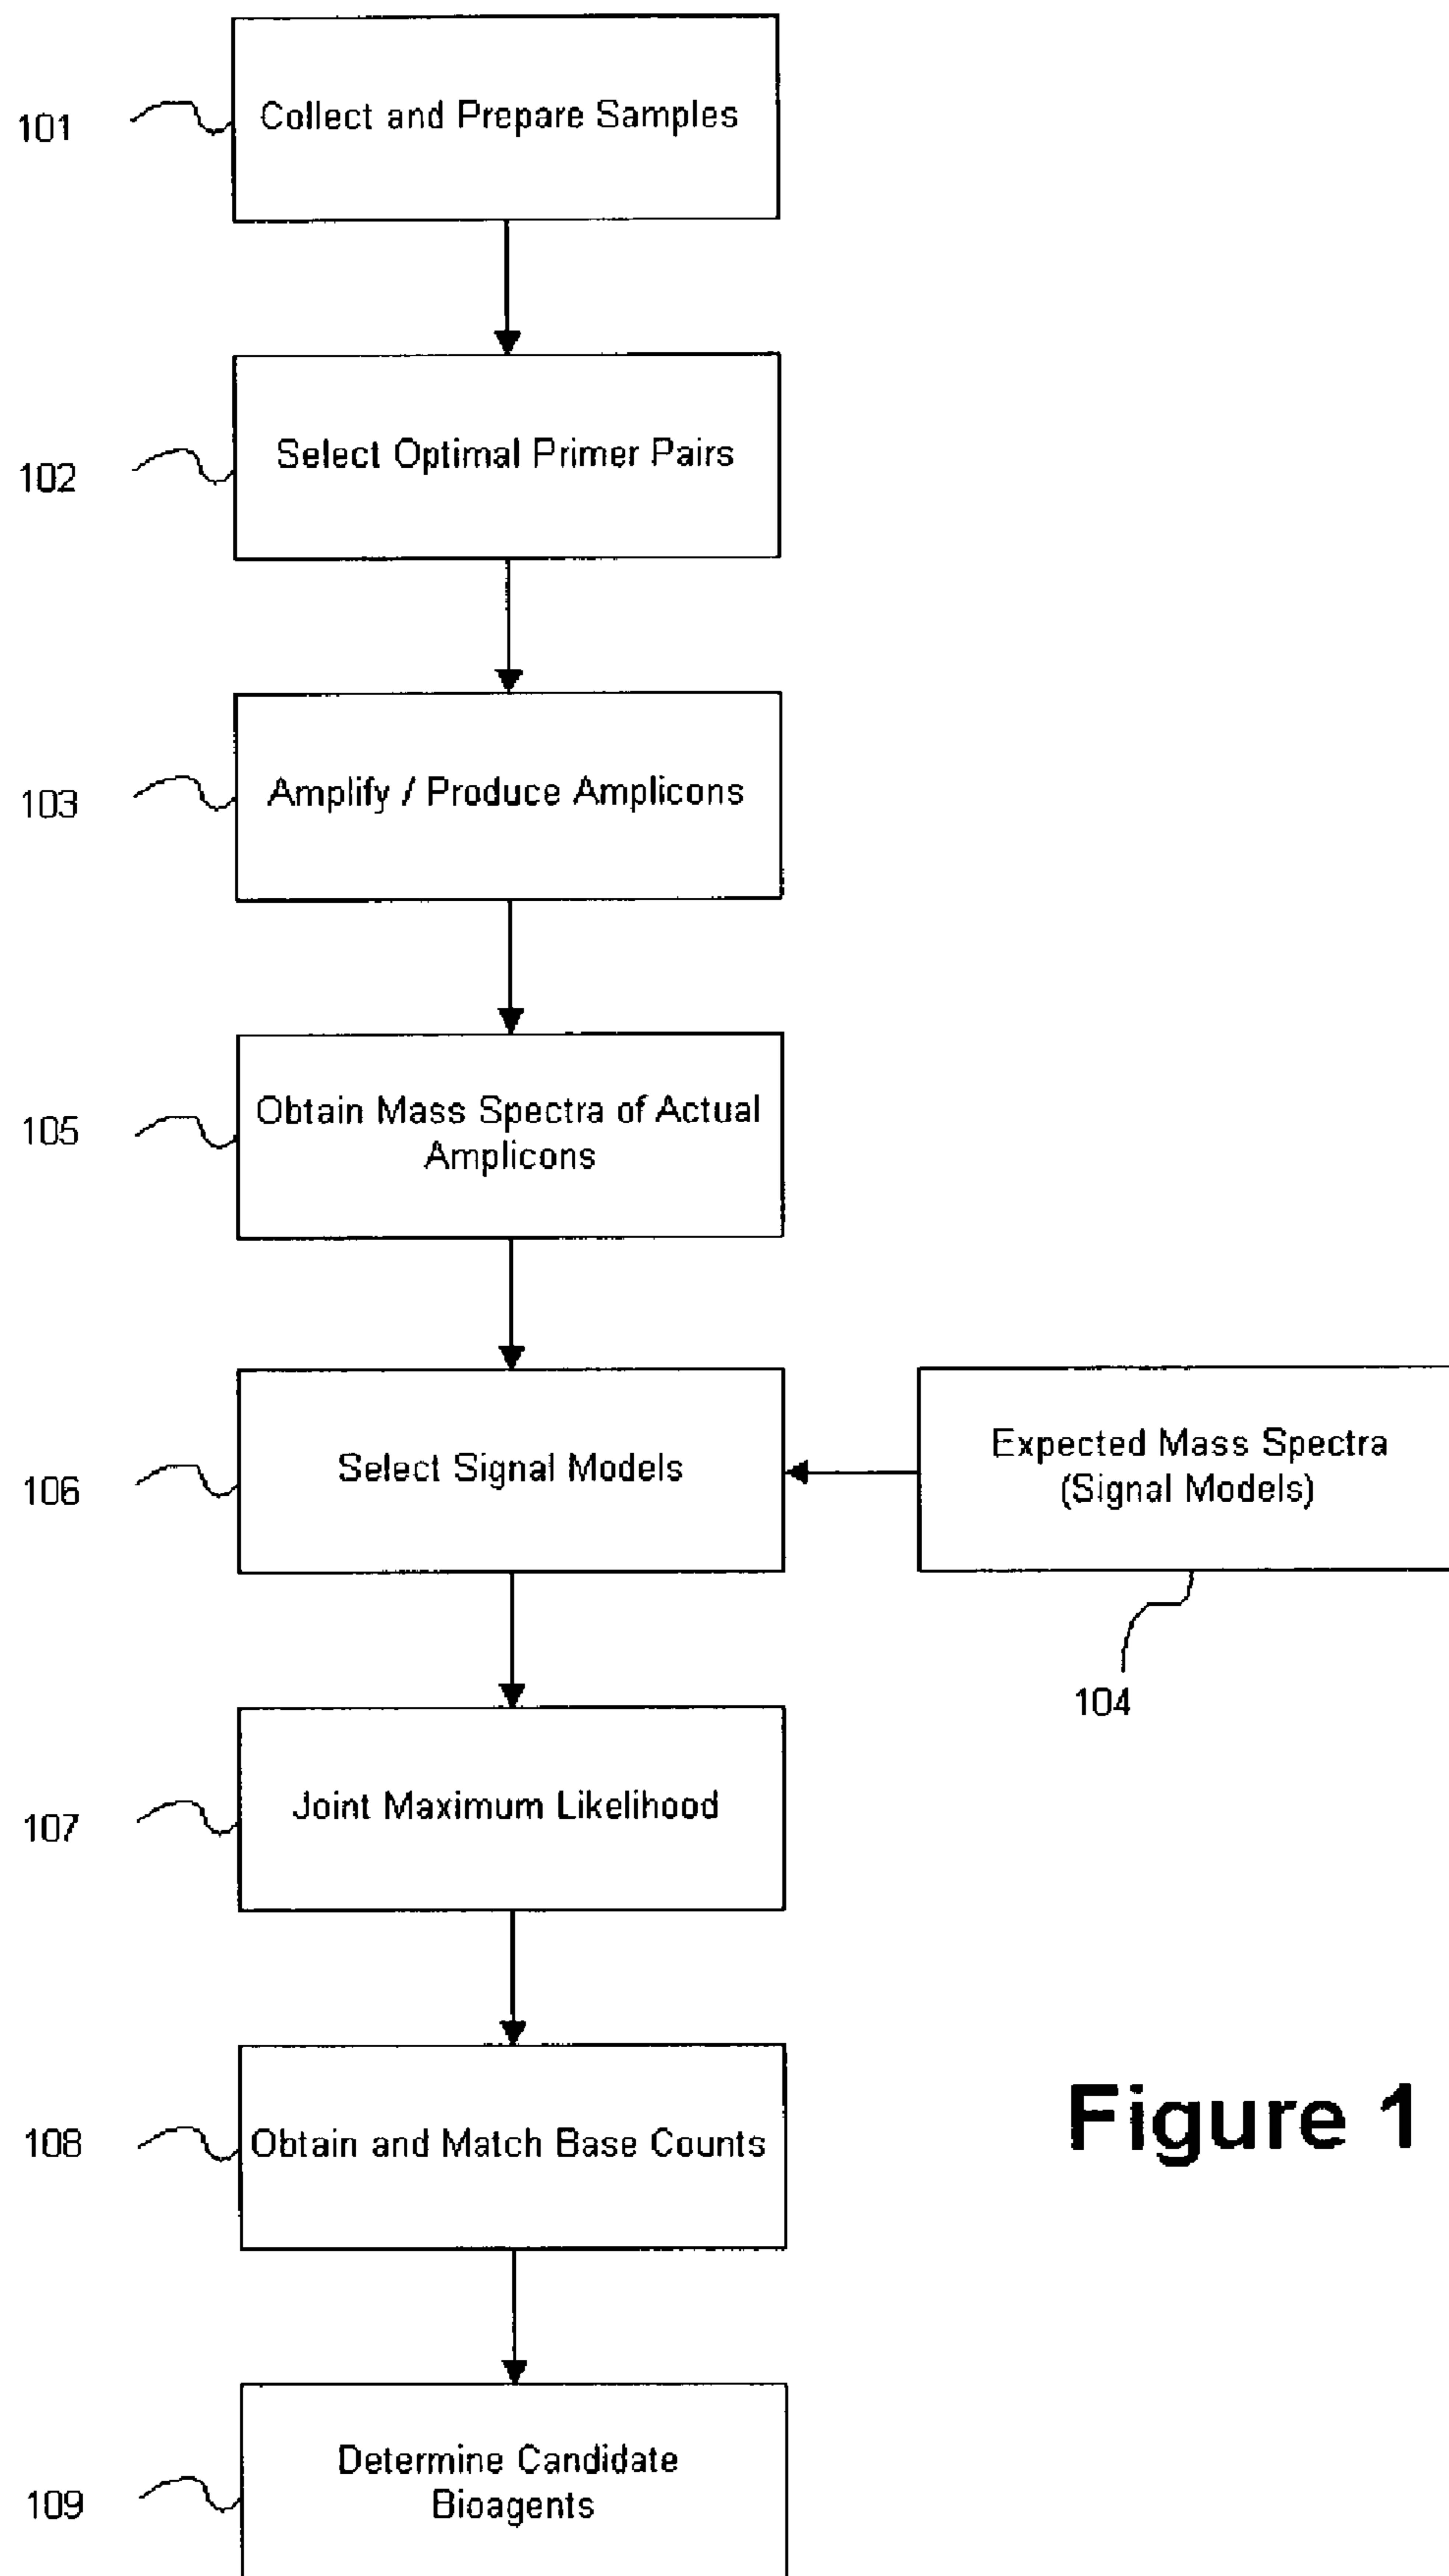 101
Collect and Prepare Samples
102
Select Optimal Primer Pairs
103
Amplify / Produce Amplicons
105
Obtain Mass Spectra of Actual
Amplicons
106
Select Signal Models
Expected Mass Spectra
(Signal Models)
104
107
Joint Maximum Likelihood
108
Obtain and Match Base Counts
Figure 1
109
Determine Candidate
Bioagents